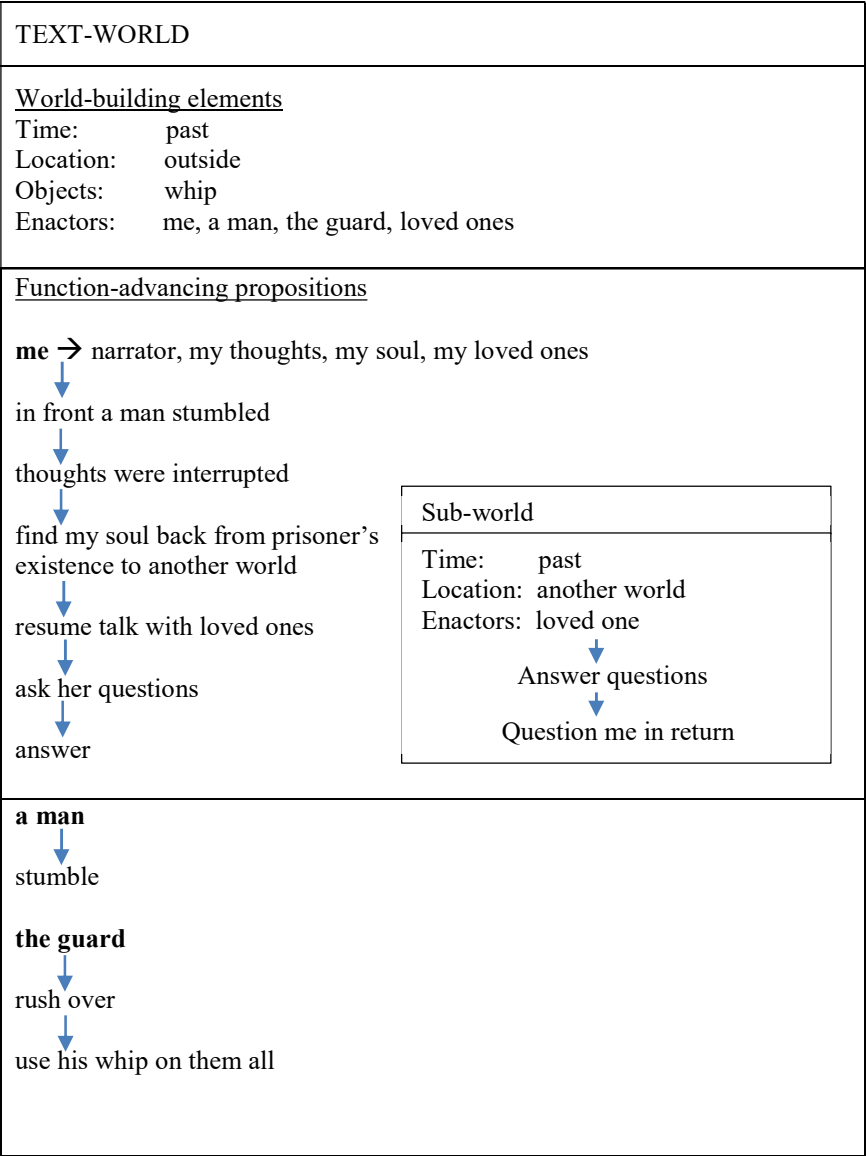 TEXT-WORLD
World-building elements
Time: past
Location: outside
Objects: whip
Enactors: me, a man, the guard, loved ones
Function-advancing propositions
me → narrator, my thoughts, my soul, my loved ones
in front a man stumbled
thoughts were interrupted
find my soul back from prisoner’s
existence to another world
resume talk with loved ones
ask her questions
answer
Sub-world
Time: past
Location: another world
Enactors: loved one
Answer questions
Question me in return
a man
stumble
the guard
rush over
use his whip on them all